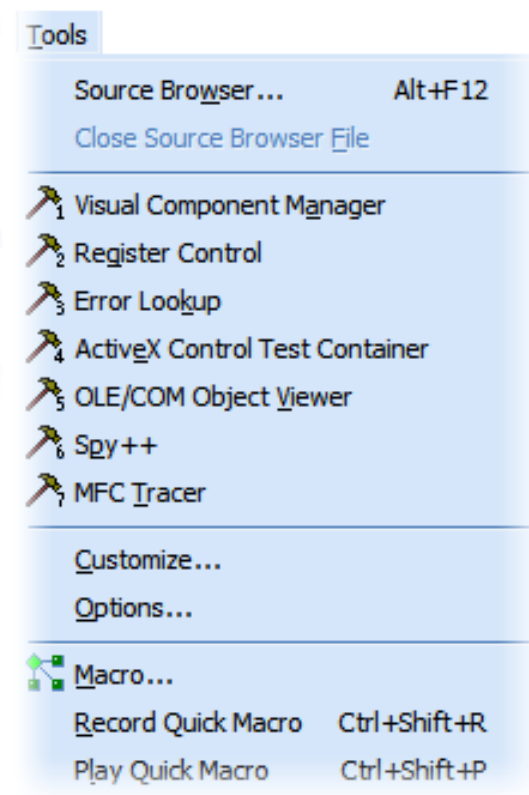 Tools
Source Browser... Alt+F12
Close Source Browser File
1 Visual Component Manager
2 Register Control
3 Error Lookup
4 ActiveX Control Test Container
5 OLE/COM Object Viewer
6 Spy++
7 MFC Tracer
Customize...
Options...
Macro...
Record Quick Macro Ctrl+Shift+R
Play Quick Macro Ctrl+Shift+P